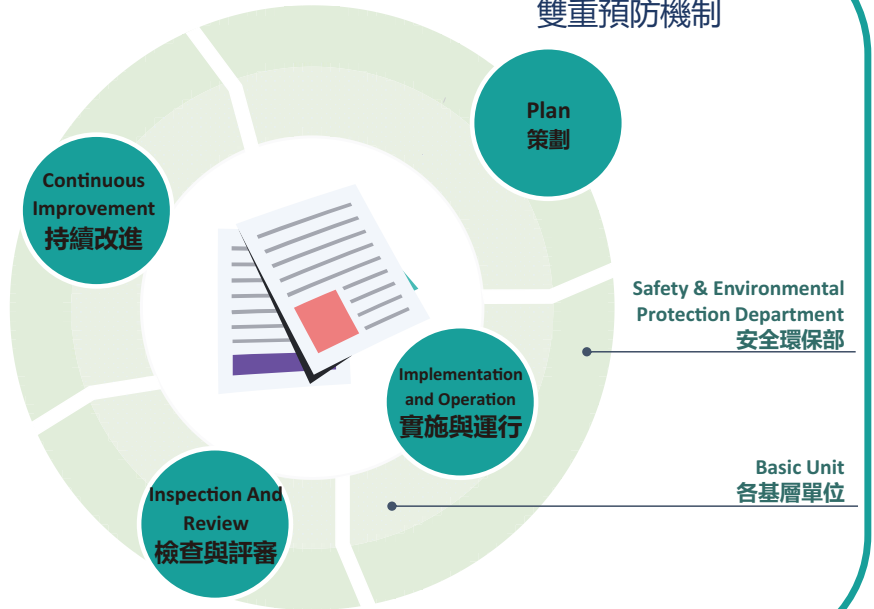 雙重預防機制
Plan
策劃
Continuous
Improvement
持續改進
Safety & Environmental
Protection Department
安全環保部
Implementation
and Operation
實施與運行
Basic Unit
各基層單位
Inspection And
Review
檢查與評審